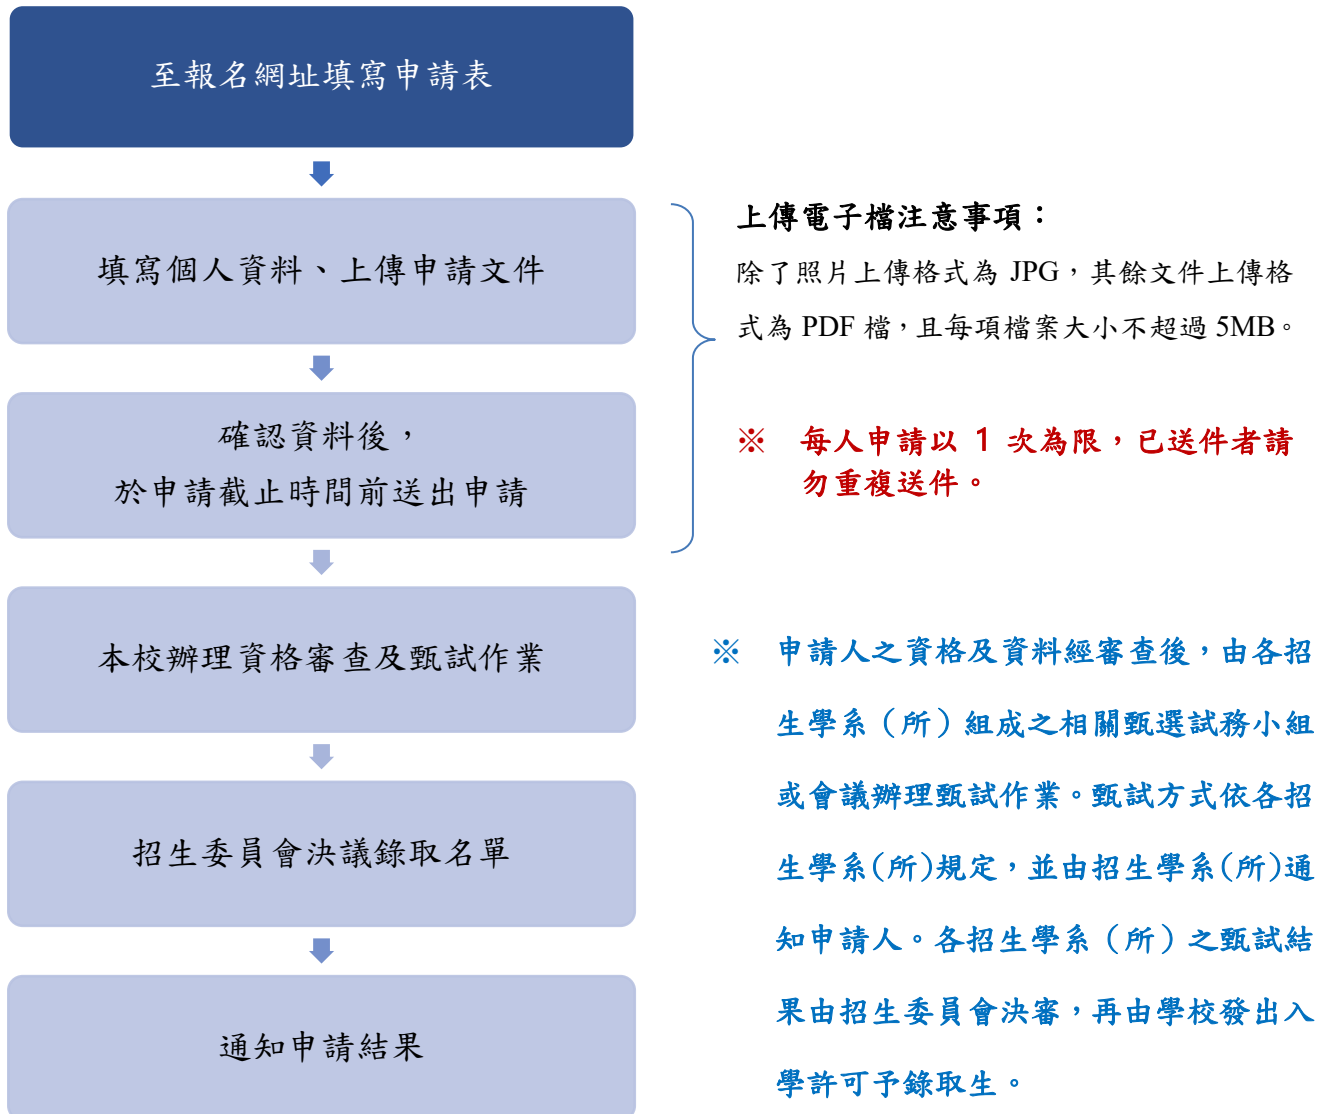 至報名網址填寫申請表
填寫個人資料、上傳申請文件
確認資料後，
於申請截止時間前送出申請
上傳電子檔注意事項：
除了照片上傳格式為 JPG，其餘文件上傳格
式為 PDF 檔，且每項檔案大小不超過 5MB。
※ 每人申請以 1 次為限，已送件者請
勿重複送件。
本校辦理資格審查及甄試作業
招生委員會決議錄取名單
通知申請結果
※ 申請人之資格及資料經審查後，由各招
生學系（所）組成之相關甄選試務小組
或會議辦理甄試作業。甄試方式依各招
生學系(所)規定，並由招生學系(所)通
知申請人。各招生學系（所）之甄試結
果由招生委員會決審，再由學校發出入
學許可予錄取生。